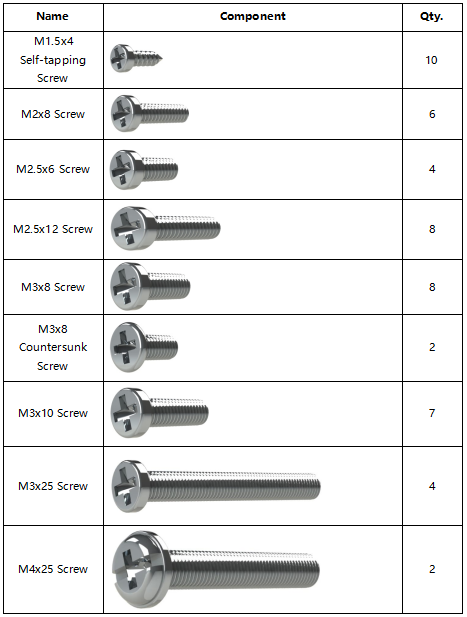 Name Component Qty.
M1.5x4
Self-tapping
Screw
10
M2x8 Screw 6
M2.5x6 Screw 4
M2.5x12 Screw 8
M3x8 Screw 8
M3x8
Countersunk
Screw
2
M3x10 Screw 7
M3x25 Screw 4
M4x25 Screw 2